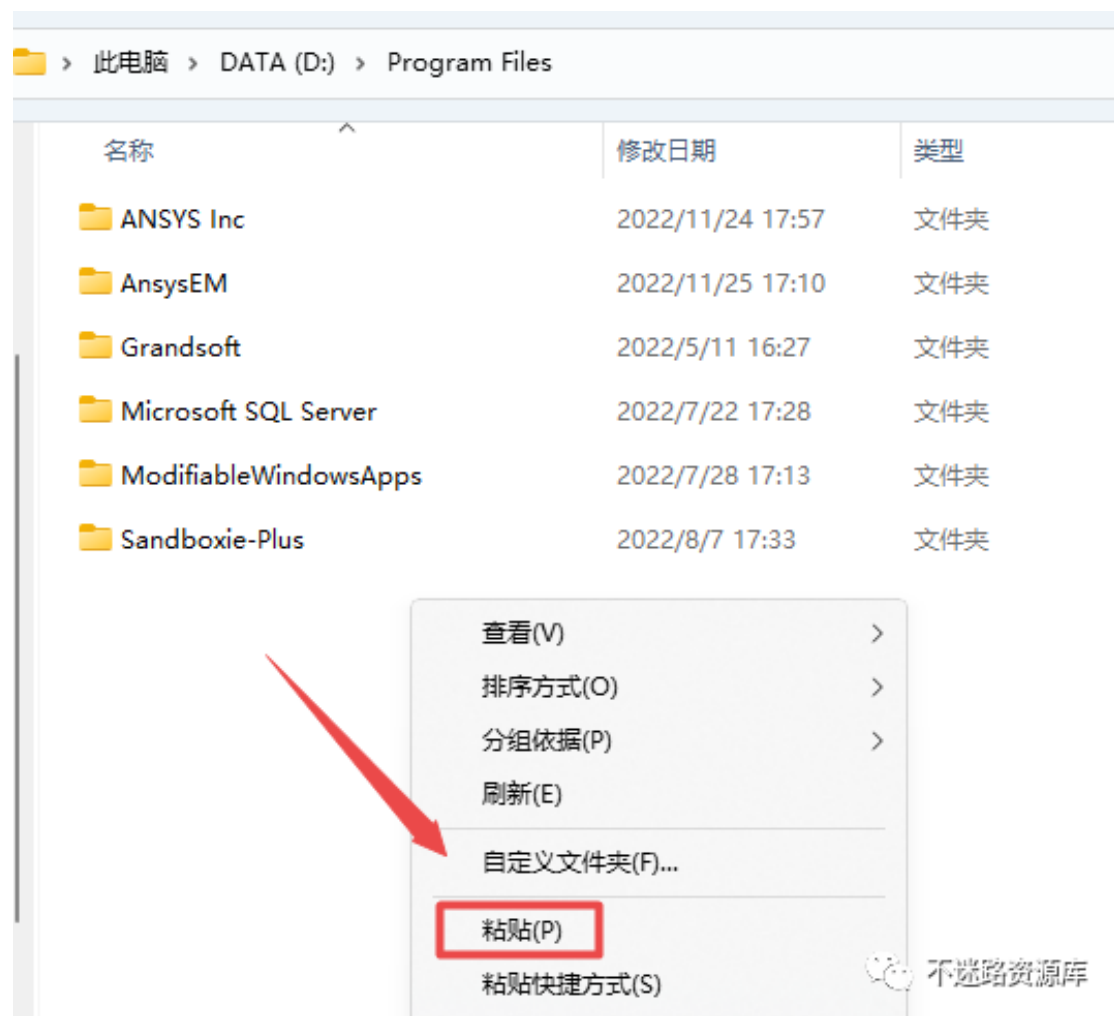 此电脑 > DATA (D:) > Program Files
名称 修改日期 类型
ANSYS Inc 2022/11/24 17:57 文件夹
AnsysEM 2022/11/25 17:10 文件夹
Grandsoft 2022/5/11 16:27 文件夹
Microsoft SQL Server 2022/7/22 17:28 文件夹
ModifiableWindowsApps 2022/7/28 17:13 文件夹
Sandboxie-Plus 2022/8/7 17:33 文件夹
查看(V)
排序方式(O)
分组依据(P)
刷新(E)
自定义文件夹(F)...
粘贴(P)
粘贴快捷方式(S)
不迷路资源库